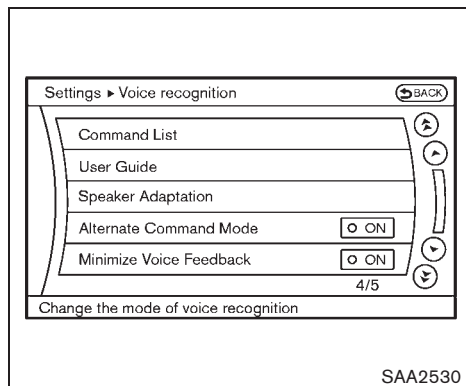 Settings ▶ Voice recognition
BACK
Command List
User Guide
Speaker Adaptation
Alternate Command Mode
ON
Minimize Voice Feedback
ON
4/5
Change the mode of voice recognition
SAA2530